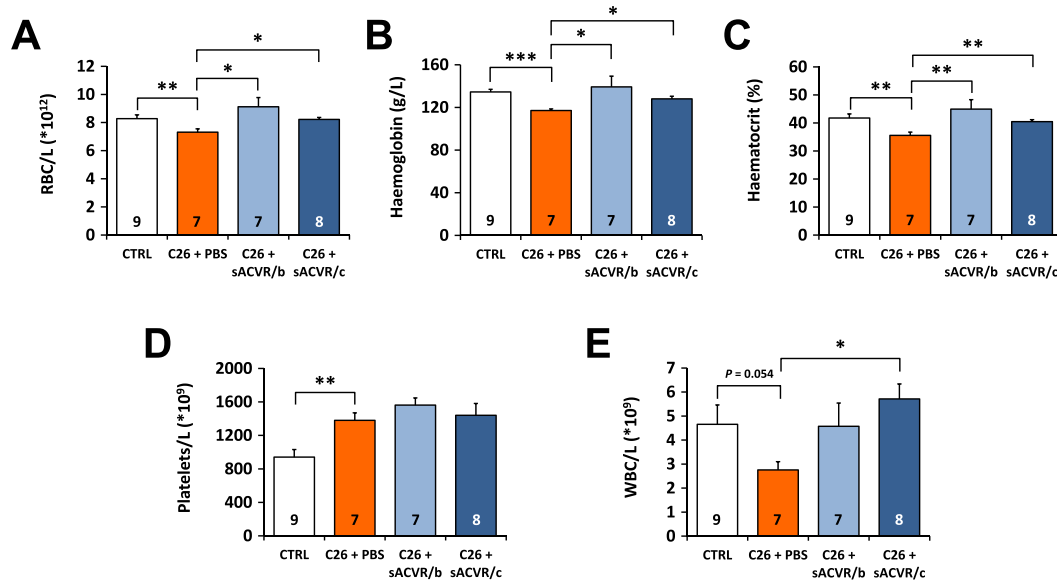 A
RBC/L (*10¹²)
14
12
10
8
6
4
2
0
**
*
*
9
7
7
8
CTRL
C26 + PBS
C26 +
sACVR/b
C26 +
sACVR/c
B
Haemoglobin (g/L)
160
120
80
40
0
***
*
*
9
7
7
8
CTRL
C26 + PBS
C26 +
sACVR/b
C26 +
sACVR/c
C
Haematocrit (%)
60
50
40
30
20
10
0
**
**
**
9
7
7
8
CTRL
C26 + PBS
C26 +
sACVR/b
C26 +
sACVR/c
D
Platelets/L (*10⁹)
2000
1600
1200
800
400
0
**
9
7
7
8
CTRL
C26 + PBS
C26 +
sACVR/b
C26 +
sACVR/c
E
WBC/L (*10⁹)
7
6
5
4
3
2
1
0
P = 0.054
*
9
7
7
8
CTRL
C26 + PBS
C26 +
sACVR/b
C26 +
sACVR/c